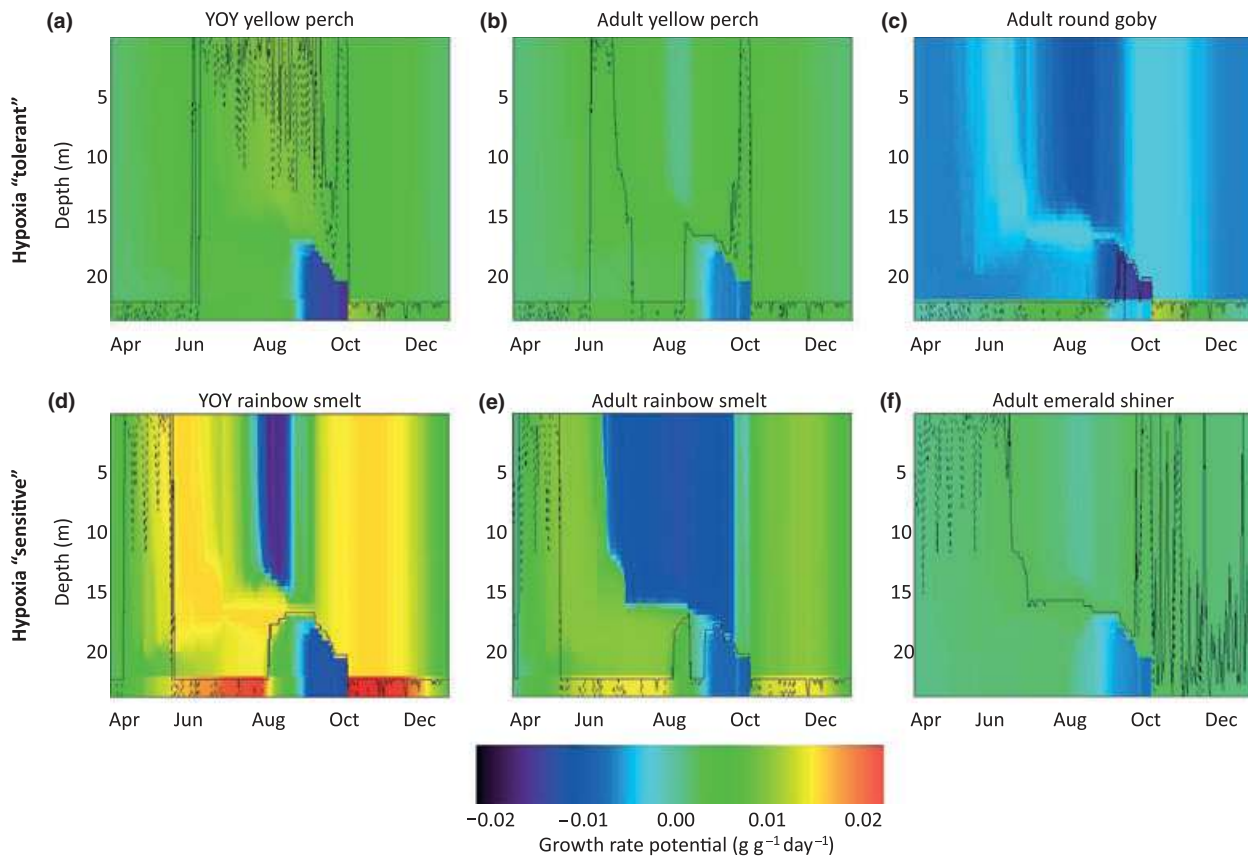 (a) YOY yellow perch
(b) Adult yellow perch
(c) Adult round goby
Hypoxia “tolerant”
Depth (m)
5
10
15
20
5
10
15
20
5
10
15
20
Apr Jun Aug Oct Dec
Apr Jun Aug Oct Dec
Apr Jun Aug Oct Dec
(d) YOY rainbow smelt
(e) Adult rainbow smelt
(f) Adult emerald shiner
Hypoxia “sensitive”
Depth (m)
5
10
15
20
5
10
15
20
5
10
15
20
Apr Jun Aug Oct Dec
Apr Jun Aug Oct Dec
Apr Jun Aug Oct Dec
−0.02 −0.01 0.00 0.01 0.02
Growth rate potential (g g⁻¹ day⁻¹)